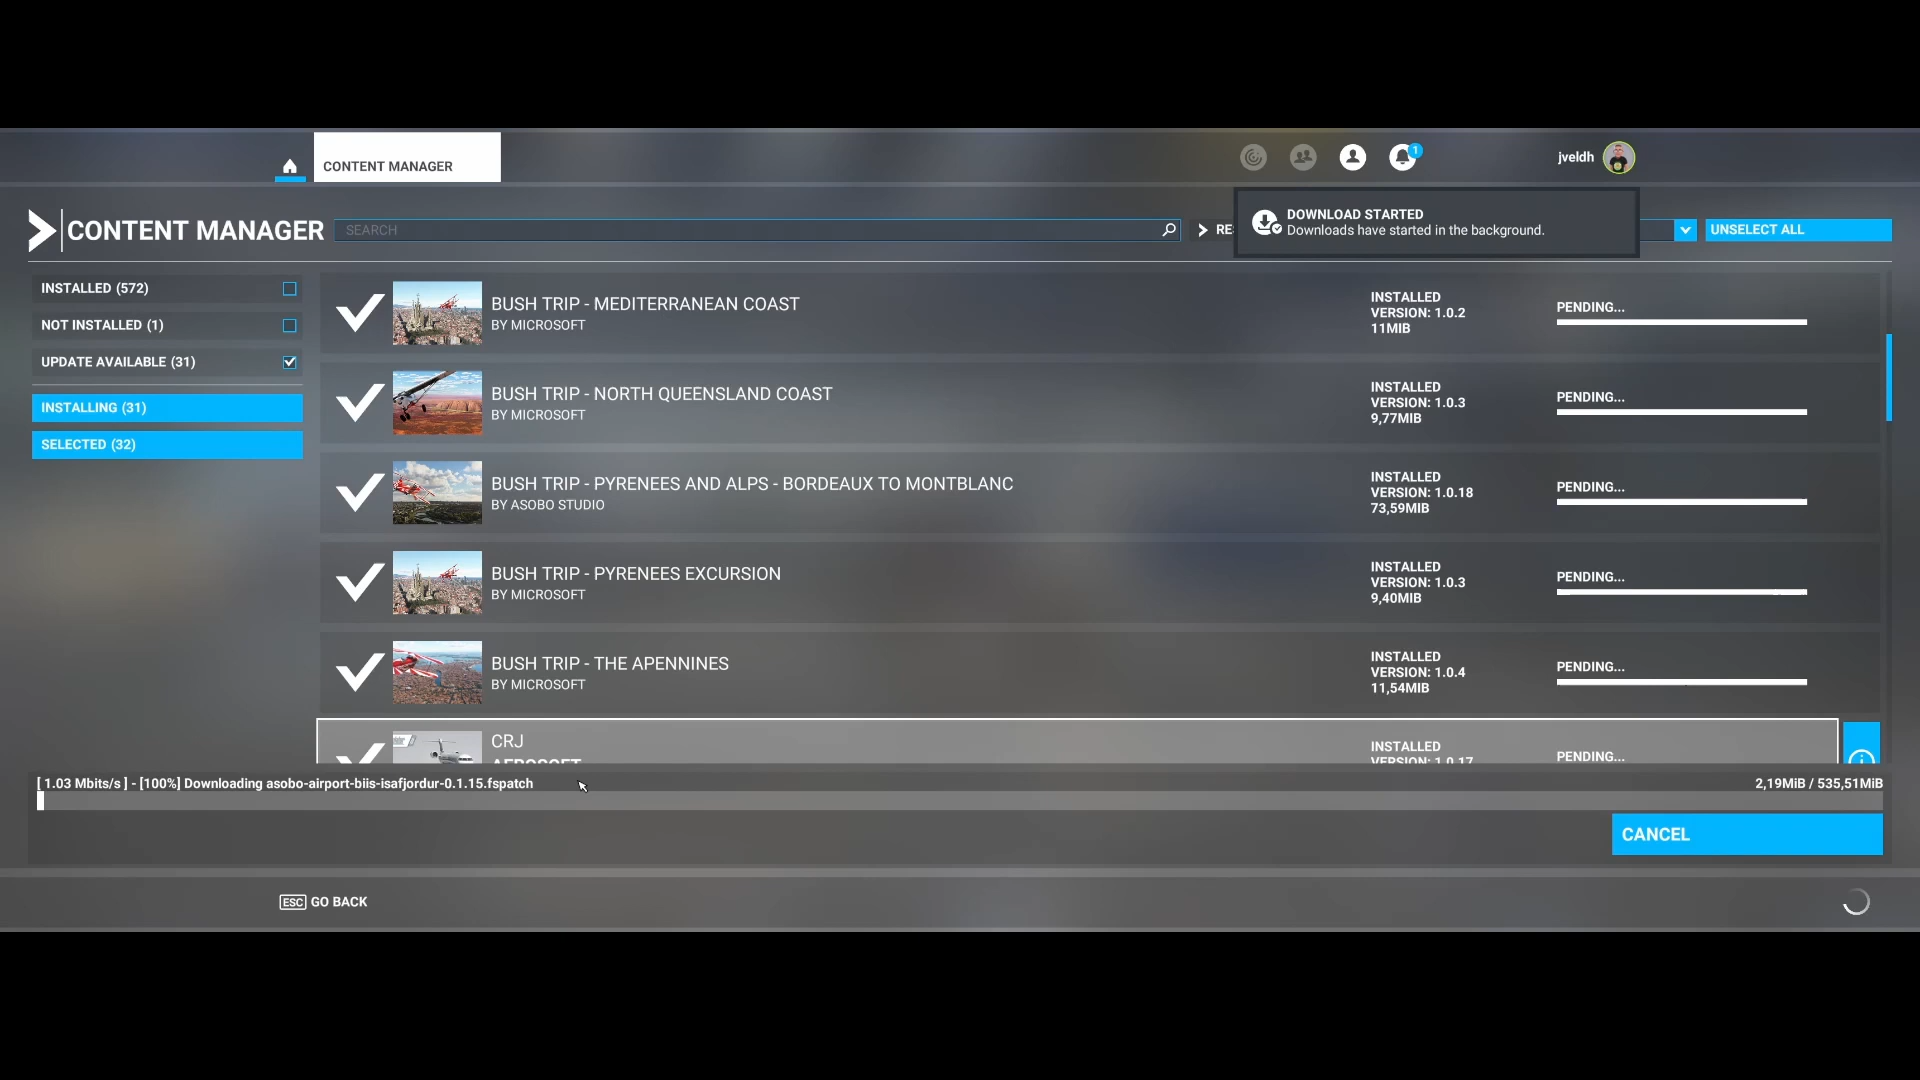 CONTENT MANAGER
1
jveldh
CONTENT MANAGER
SEARCH
DOWNLOAD STARTED
Downloads have started in the background.
UNSELECT ALL
INSTALLED (572)
NOT INSTALLED (1)
UPDATE AVAILABLE (31)
INSTALLING (31)
SELECTED (32)
BUSH TRIP - MEDITERRANEAN COAST
BY MICROSOFT
INSTALLED
VERSION: 1.0.2
11MIB
PENDING...
BUSH TRIP - NORTH QUEENSLAND COAST
BY MICROSOFT
INSTALLED
VERSION: 1.0.3
9,77MIB
PENDING...
BUSH TRIP - PYRENEES AND ALPS - BORDEAUX TO MONTBLANC
BY ASOBO STUDIO
INSTALLED
VERSION: 1.0.18
73,59MIB
PENDING...
BUSH TRIP - PYRENEES EXCURSION
BY MICROSOFT
INSTALLED
VERSION: 1.0.3
9,40MIB
PENDING...
BUSH TRIP - THE APENNINES
BY MICROSOFT
INSTALLED
VERSION: 1.0.4
11,54MIB
PENDING...
CRJ
AEROSOFT
INSTALLED
VERSION: 1.0.17
PENDING...
[ 1.03 Mbits/s ] - [100%] Downloading asobo-airport-biis-isafjordur-0.1.15.fspatch
2,19MiB / 535,51MiB
CANCEL
ESC GO BACK